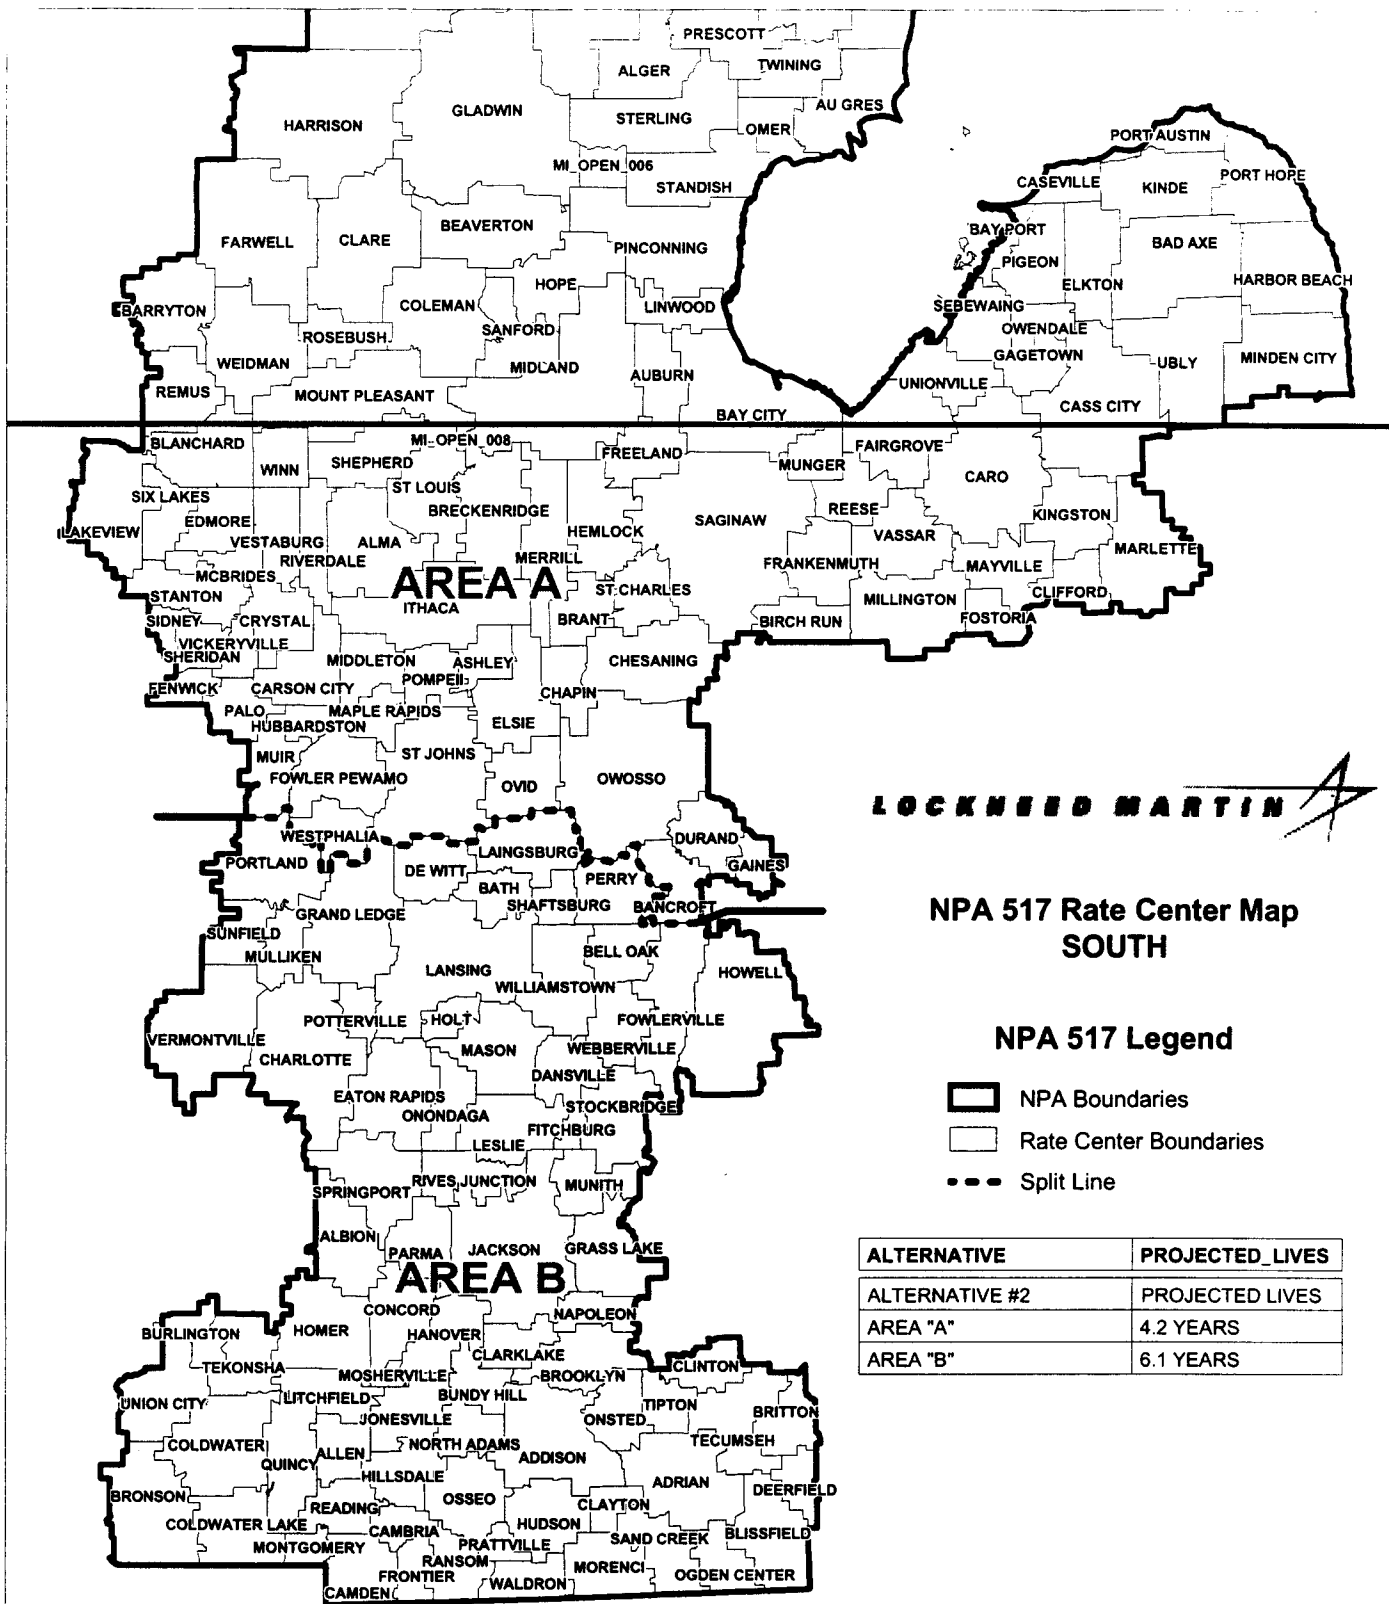 PRESCOTT
ALGER
TWINING
GLADWIN
AU GRES
HARRISON
STERLING
OMER
PORT AUSTIN
MI_OPEN_006
STANDISH
CASEVILLE
KINDE
PORT HOPE
BEAVERTON
BAY PORT
FARWELL
CLARE
PINCONNING
PIGEON
BAD AXE
HOPE
ELKTON
HARBOR BEACH
BARRYTON
COLEMAN
LINWOOD
SEBEWAING
ROSEBUSH
SANFORD
OWENDALE
WEIDMAN
MIDLAND
GAGETOWN
UBLY
MINDEN CITY
REMUS
MOUNT PLEASANT
AUBURN
UNIONVILLE
BAY CITY
CASS CITY
BLANCHARD
MI_OPEN_008
FREELAND
FAIRGROVE
WINN
SHEPHERD
MUNGER
CARO
SIX LAKES
ST LOUIS
EDMORE
BRECKENRIDGE
SAGINAW
REESE
KINGSTON
LAKEVIEW
VESTABURG
ALMA
HEMLOCK
VASSAR
MARLETTE
RIVERDALE
MERRILL
FRANKENMUTH
MAYVILLE
MCBRIDES
AREA A
ST CHARLES
CLIFFORD
STANTON
ITHACA
MILLINGTON
SIDNEY
CRYSTAL
BRANT
BIRCH RUN
FOSTORIA
VICKERYVILLE
SHERIDAN
MIDDLETON
ASHLEY
CHESANING
POMPEII
FENWICK
CARSON CITY
CHAPIN
PALO
MAPLE RAPIDS
HUBBARDSTON
ELSIE
MUIR
ST JOHNS
FOWLER PEWAMO
OVID
OWOSSO
LOCKHEED MARTIN
WESTPHALIA
DURAND
PORTLAND
DE WITT
LAINGSBURG
GAINES
BATH
PERRY
SHAFTSBURG
BANCROFT
GRAND LEDGE
NPA 517 Rate Center Map
SOUTH
SUNFIELD
MULLIKEN
BELL OAK
LANSING
HOWELL
WILLIAMSTOWN
POTTERVILLE
HOLT
FOWLERVILLE
VERMONTVILLE
NPA 517 Legend
CHARLOTTE
MASON
WEBBERVILLE
DANSVILLE
EATON RAPIDS
STOCKBRIDGE
NPA Boundaries
ONONDAGA
FITCHBURG
LESLIE
Rate Center Boundaries
SPRINGPORT
RIVES JUNCTION
MUNITH
Split Line
ALBION
PARMA
JACKSON
GRASS LAKE
AREA B
ALTERNATIVE PROJECTED_LIVES
ALTERNATIVE #2 PROJECTED LIVES
AREA "A" 4.2 YEARS
AREA "B" 6.1 YEARS
CONCORD
NAPOLEON
BURLINGTON
HOMER
HANOVER
TEKONSHA
CLARKLAKE
CLINTON
MOSHERVILLE
BROOKLYN
UNION CITY
LITCHFIELD
BUNDY HILL
TIPTON
BRITTON
JONESVILLE
ONSTED
COLDWATER
ALLEN
NORTH ADAMS
TECUMSEH
QUINCY
ADDISON
HILLSDALE
ADRIAN
BRONSON
OSSEO
DEERFIELD
READING
CLAYTON
COLDWATER LAKE
CAMBRIA
HUDSON
BLISSFIELD
MONTGOMERY
PRATTVILLE
SAND CREEK
RANSOM
MORENCI
FRONTIER
OGDEN CENTER
CAMDEN
WALDRON